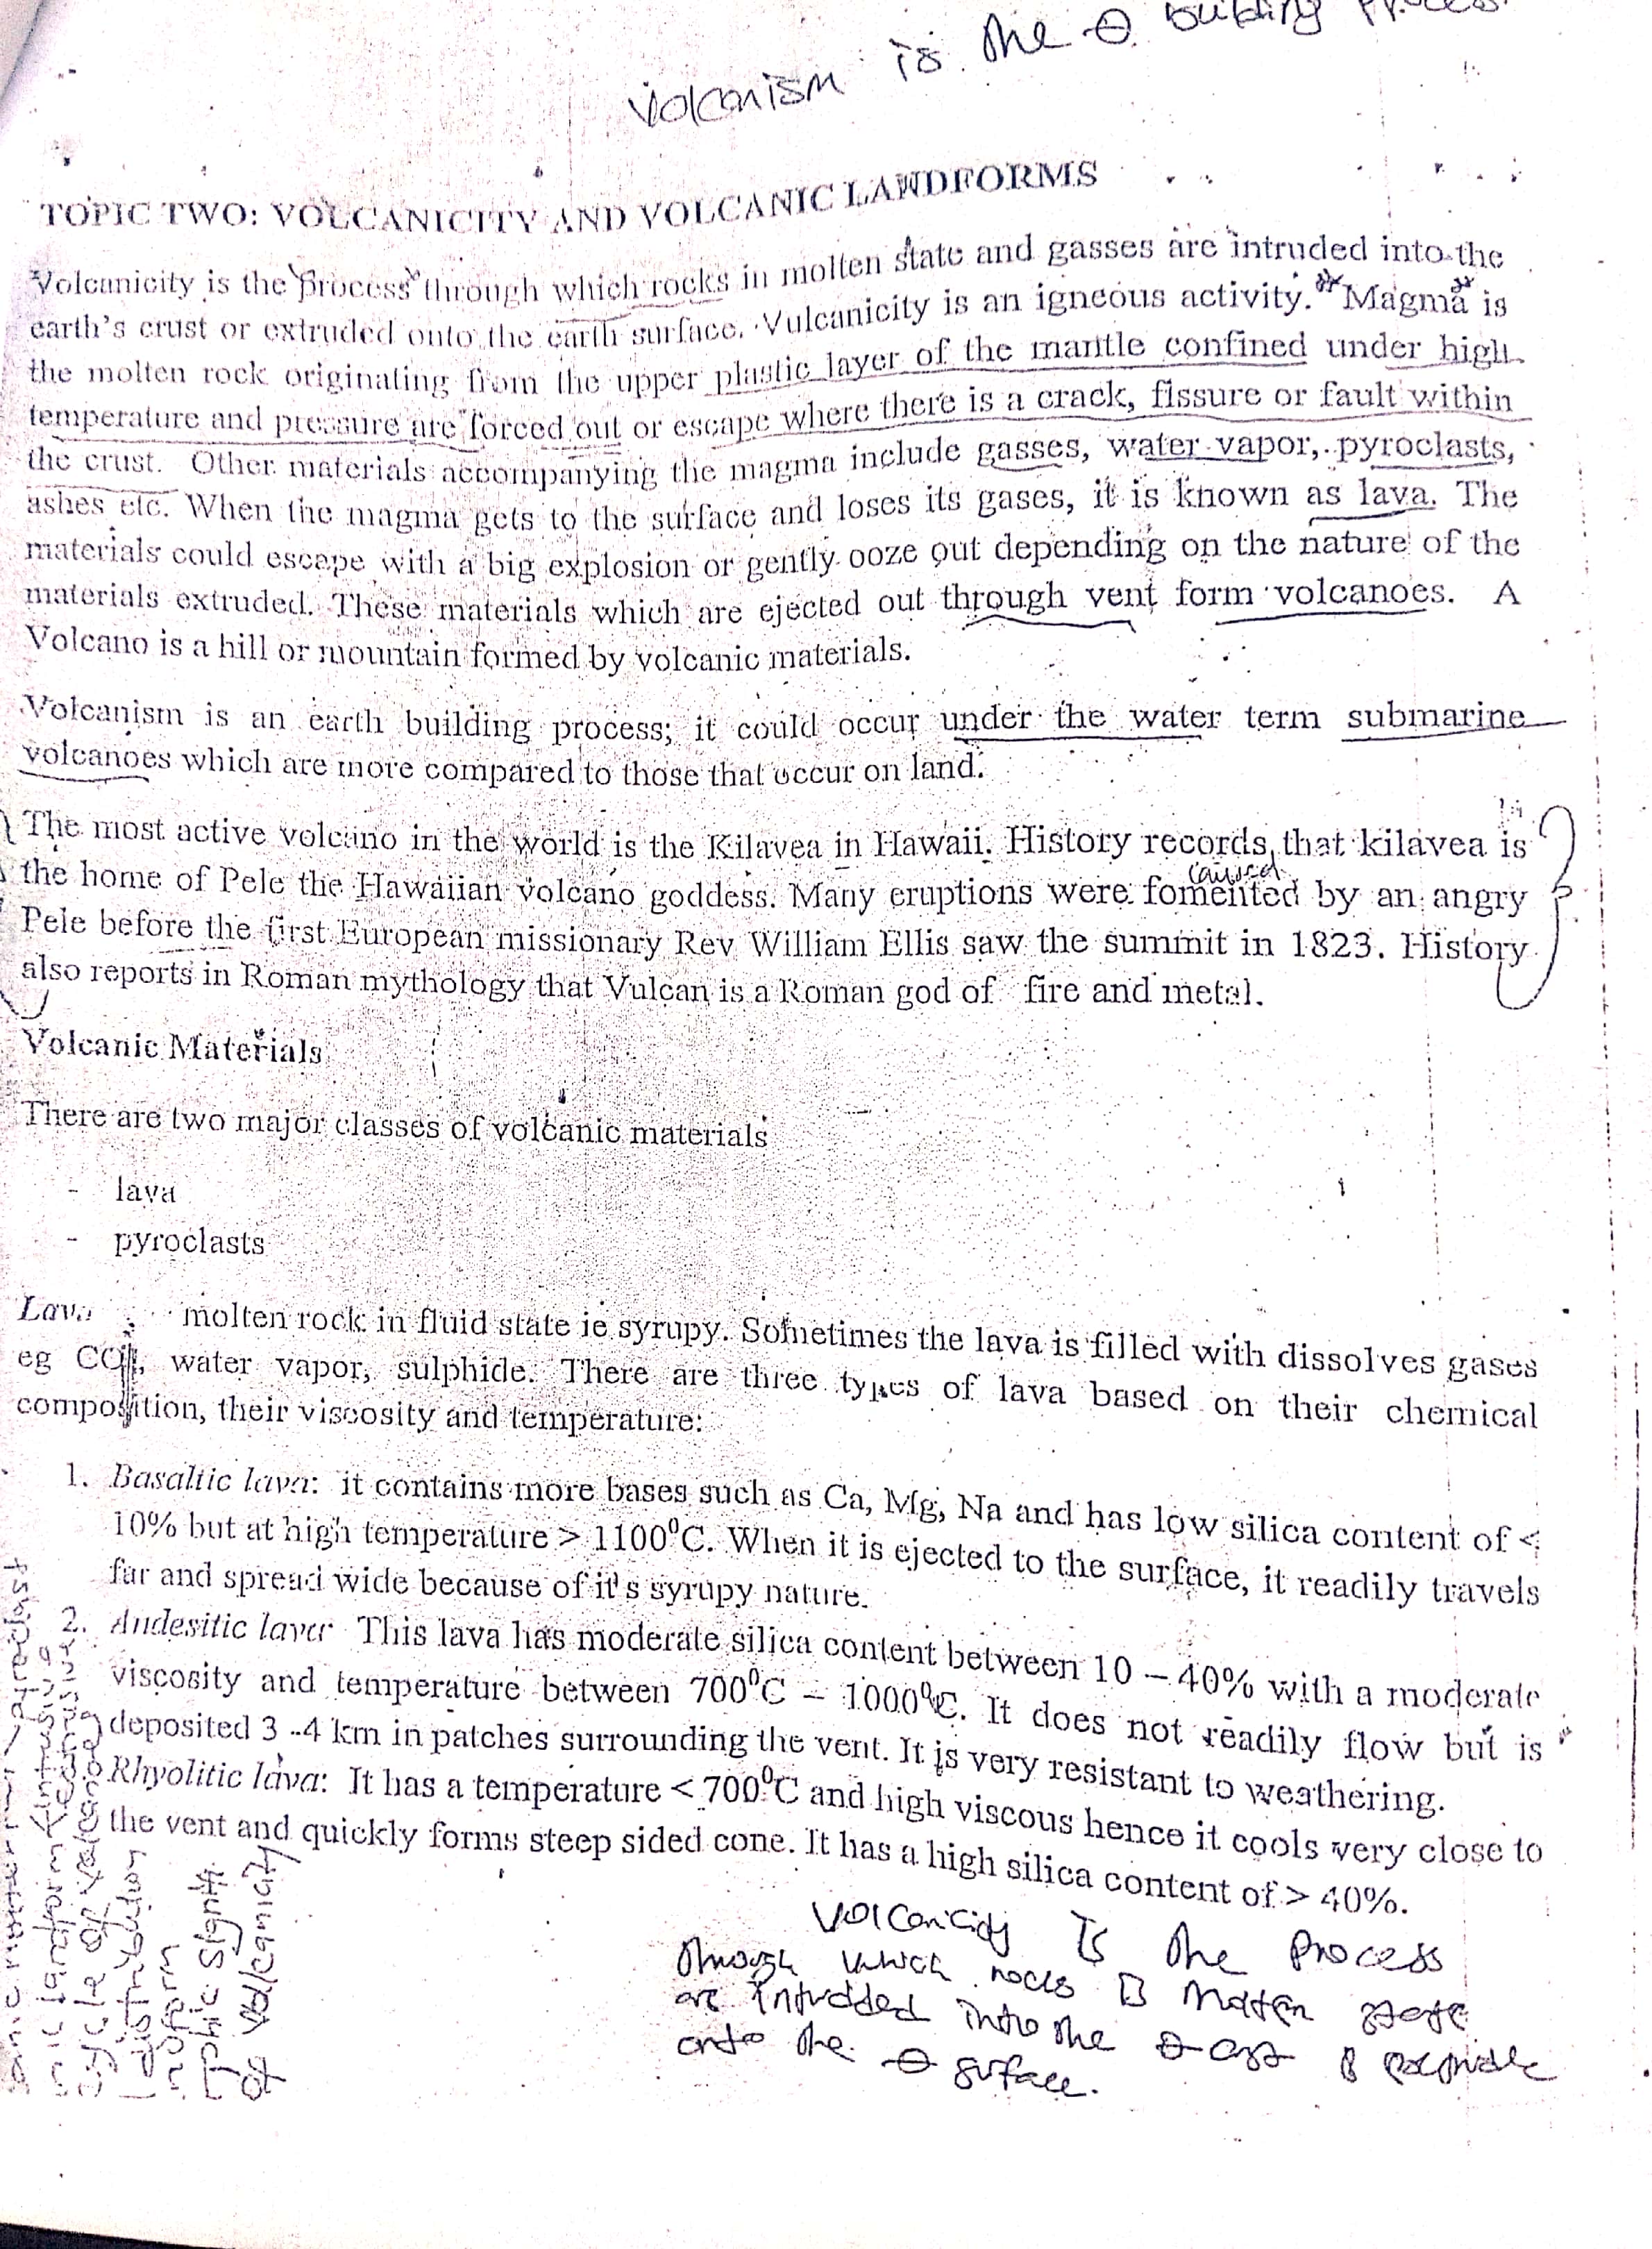 Volcanism is the ɵ building process
TOPIC TWO: VOLCANICITY AND VOLCANIC LANDFORMS
Volcanicity is the process through which rocks in molten state and gasses are intruded into the
earth's crust or extruded onto the earth surface. Vulcanicity is an igneous activity. Magma is
the molten rock originating from the upper plastic layer of the mantle confined under high
temperature and pressure are forced out or escape where there is a crack, fissure or fault within
the crust. Other materials accompanying the magma include gasses, water vapor, pyroclasts,
ashes etc. When the magma gets to the surface and loses its gases, it is known as lava. The
materials could escape with a big explosion or gently ooze out depending on the nature of the
materials extruded. These materials which are ejected out through vent form volcanoes. A
Volcano is a hill or mountain formed by volcanic materials.
Volcanism is an earth building process; it could occur under the water term submarine
volcanoes which are more compared to those that occur on land.
The most active volcano in the world is the Kilavea in Hawaii. History records that kilavea is
caused
the home of Pele the Hawaiian volcano goddess. Many eruptions were fomented by an angry
Pele before the first European missionary Rev William Ellis saw the summit in 1823. History
also reports in Roman mythology that Vulcan is a Roman god of fire and metal.
Volcanic Materials
There are two major classes of volcanic materials
- lava
- pyroclasts
Lava molten rock in fluid state ie syrupy. Sometimes the lava is filled with dissolves gases
eg water vapor, sulphide. There are three types of lava based on their chemical
composition, their viscosity and temperature:
1. Basaltic lava: it contains more bases such as Ca, Mg, Na and has low silica content of <
10% but at high temperature > 1100⁰C. When it is ejected to the surface, it readily travels
far and spread wide because of it's syrupy nature.
2. Andesitic lava This lava has moderate silica content between 10 – 40% with a moderate
viscosity and temperature between 700⁰C – 1000⁰C. It does not readily flow but is
deposited 3 -4 km in patches surrounding the vent. It is very resistant to weathering.
Rhyolitic lava: It has a temperature < 700⁰C and high viscous hence it cools very close to
the vent and quickly forms steep sided cone. It has a high silica content of > 40%.
Volcanicity Is the process
through which rocks in molten state
are intruded into the ɵ
onto the ɵ surface.
landform
cycle of
distribution
of volcanicity